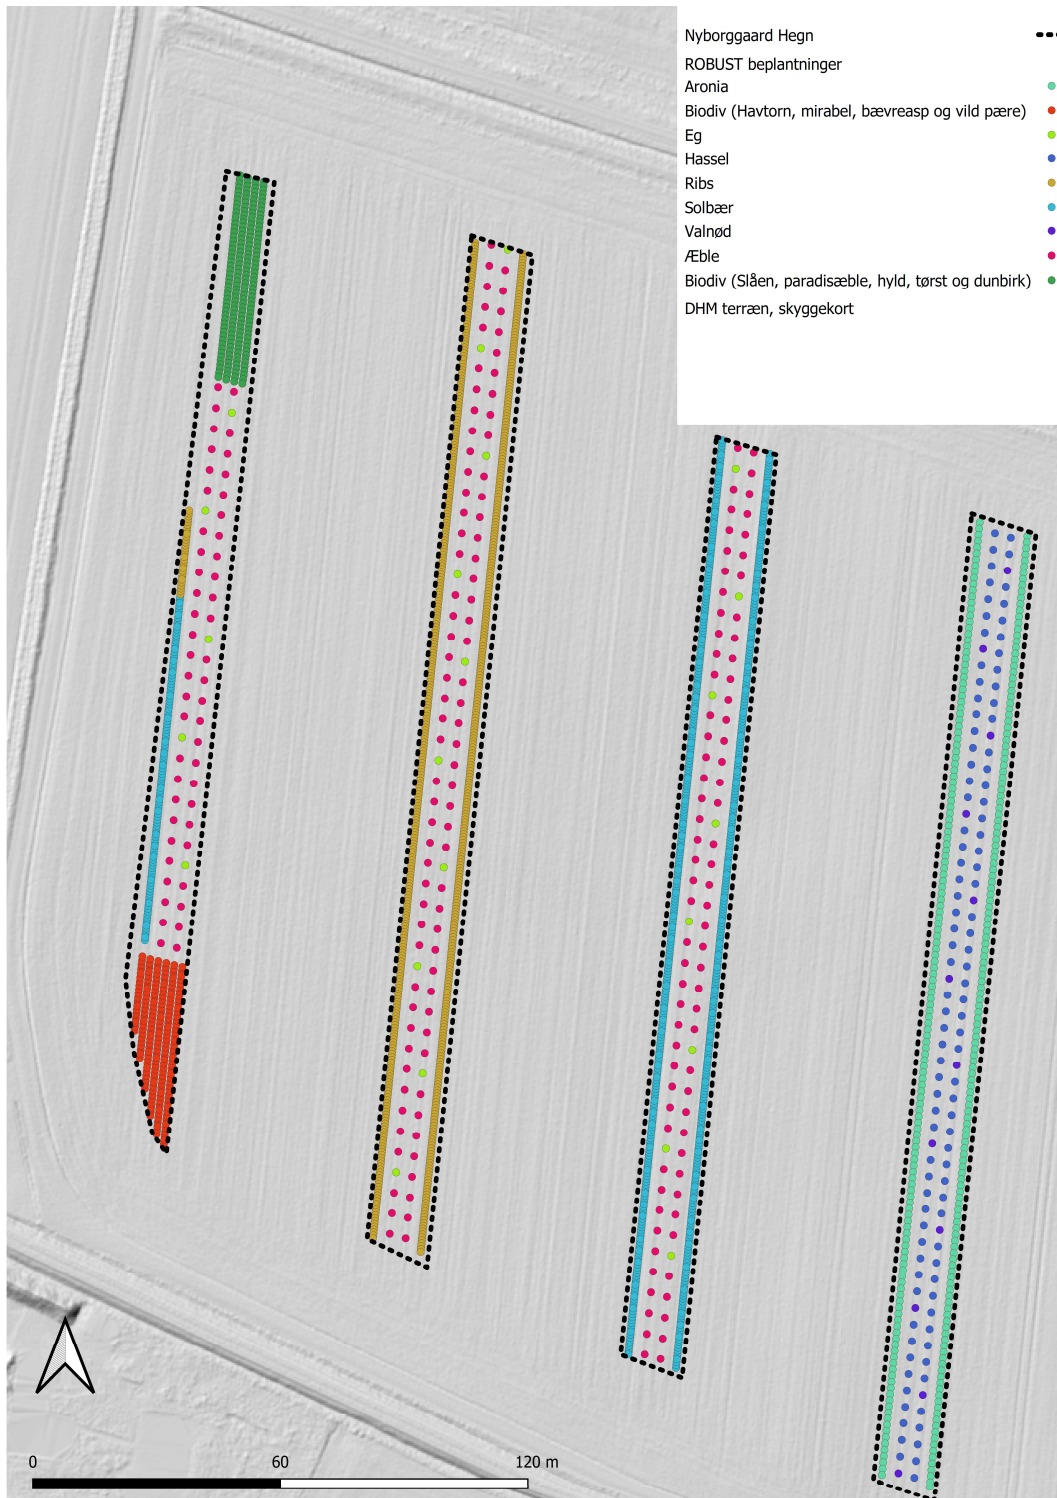 Nyborggaard Hegn
ROBUST beplantninger
Aronia
Biodiv (Havtorn, mirabel, bævreasp og vild pære)
Eg
Hassel
Ribs
Solbær
Valnød
Æble
Biodiv (Slåen, paradisæble, hyld, tørst og dunbirk)
DHM terræn, skyggekort
0 60 120 m